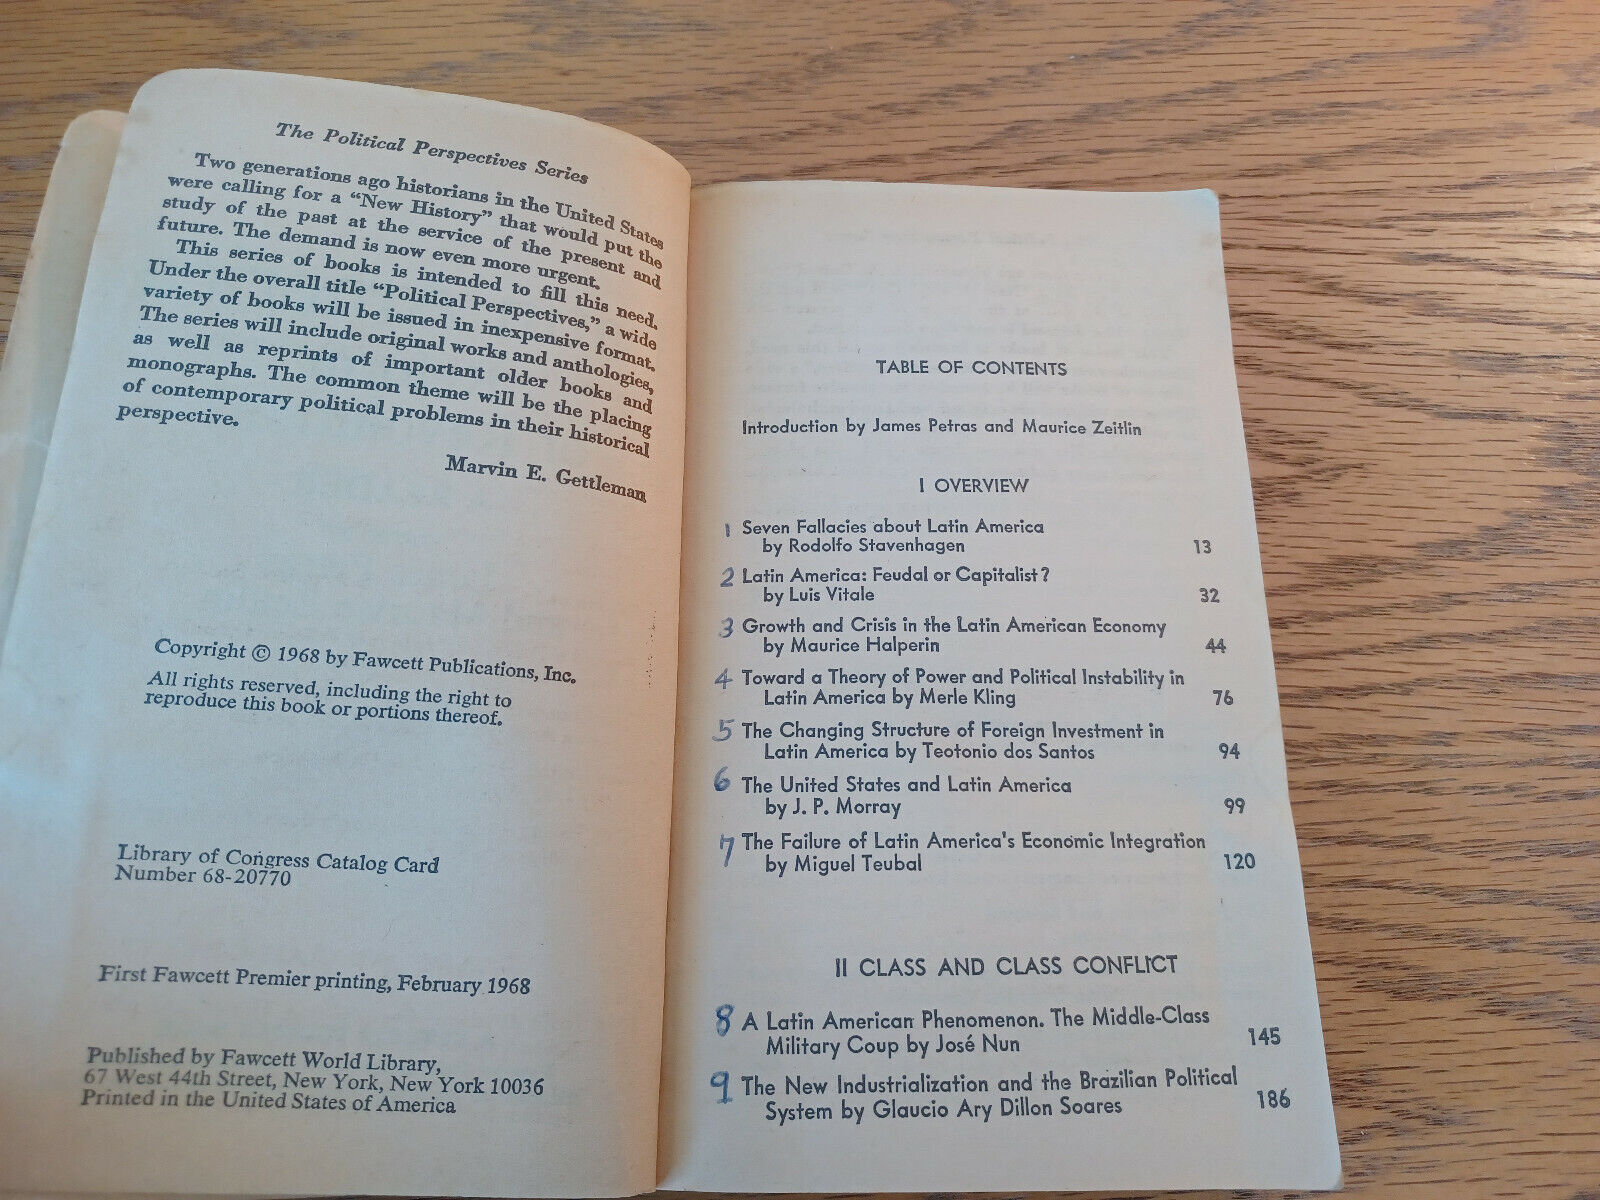 The Political Perspectives Series
Two generations ago historians in the United States
were calling for a "New History" that would put the
study of the past at the service of the present and
future. The demand is now even more urgent.
This series of books is intended to fill this need.
Under the overall title "Political Perspectives," a wide
variety of books will be issued in inexpensive format.
The series will include original works and anthologies,
as well as reprints of important older books and
monographs. The common theme will be the placing
of contemporary political problems in their historical
perspective.
Marvin E. Gettleman
Copyright © 1968 by Fawcett Publications, Inc.
All rights reserved, including the right to
reproduce this book or portions thereof.
Library of Congress Catalog Card
Number 68-20770
First Fawcett Premier printing, February 1968
Published by Fawcett World Library,
67 West 44th Street, New York, New York 10036
Printed in the United States of America
TABLE OF CONTENTS
Introduction by James Petras and Maurice Zeitlin
I OVERVIEW
1 Seven Fallacies about Latin America
by Rodolfo Stavenhagen 13
2 Latin America: Feudal or Capitalist?
by Luis Vitale 32
3 Growth and Crisis in the Latin American Economy
by Maurice Halperin 44
4 Toward a Theory of Power and Political Instability in
Latin America by Merle Kling 76
5 The Changing Structure of Foreign Investment in
Latin America by Teotonio dos Santos 94
6 The United States and Latin America
by J. P. Morray 99
7 The Failure of Latin America's Economic Integration
by Miguel Teubal 120
II CLASS AND CLASS CONFLICT
8 A Latin American Phenomenon. The Middle-Class
Military Coup by José Nun 145
9 The New Industrialization and the Brazilian Political
System by Glaucio Ary Dillon Soares 186